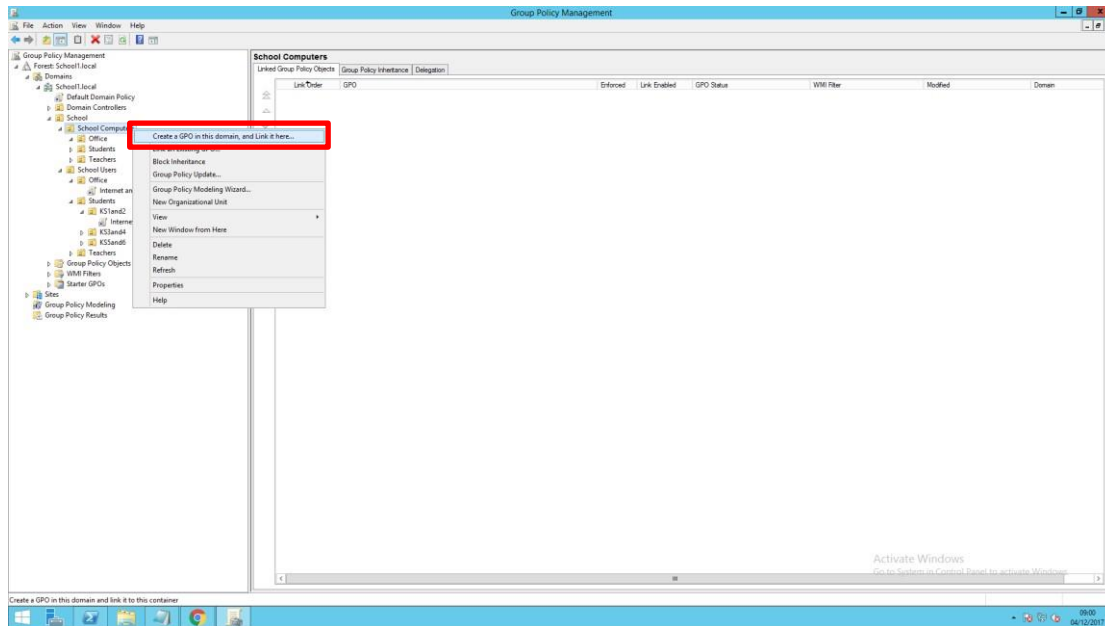 Group Policy Management
File Action View Window Help
Group Policy Management
Forest: School1.local
Domains
School1.local
Default Domain Policy
Domain Controllers
School
School Compute
Office
Students
Teachers
School Users
Office
Internet an
Students
KS1and2
Interne
KS3and4
KS5and6
Teachers
Group Policy Objects
WMI Filters
Starter GPOs
Sites
Group Policy Modeling
Group Policy Results
Create a GPO in this domain, and Link it here...
Block Inheritance
Group Policy Update...
Group Policy Modeling Wizard...
New Organizational Unit
View
New Window from Here
Delete
Rename
Refresh
Properties
Help
School Computers
Linked Group Policy Objects Group Policy Inheritance Delegation
Link Order GPO Enforced Link Enabled GPO Status WMI Filter Modified Domain
Activate Windows
Go to System in Control Panel to activate Windows.
Create a GPO in this domain and link it to this container
09:00
04/12/2017